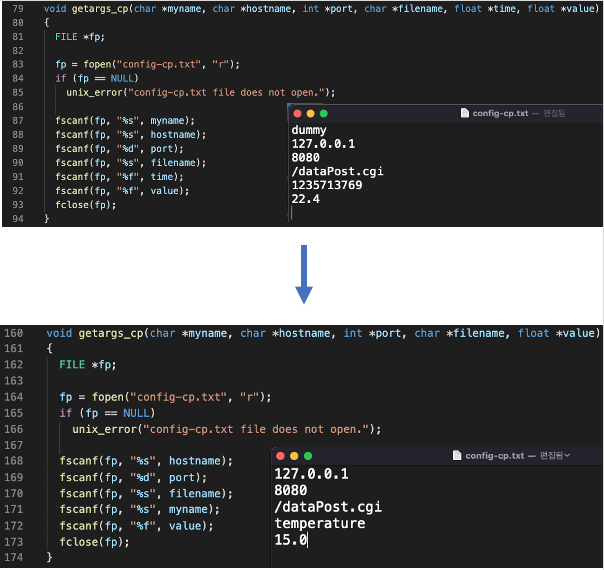 79 void getargs_cp(char *myname, char *hostname, int *port, char *filename, float *time, float *value)
80 {
81 FILE *fp;
82
83 fp = fopen("config-cp.txt", "r");
84 if (fp == NULL)
85 unix_error("config-cp.txt file does not open.");
86
87 fscanf(fp, "%s", myname);
88 fscanf(fp, "%s", hostname);
89 fscanf(fp, "%d", port);
90 fscanf(fp, "%s", filename);
91 fscanf(fp, "%f", time);
92 fscanf(fp, "%f", value);
93 fclose(fp);
94 }
config-cp.txt — 편집됨
dummy
127.0.0.1
8080
/dataPost.cgi
1235713769
22.4
160 void getargs_cp(char *myname, char *hostname, int *port, char *filename, float *value)
161 {
162 FILE *fp;
163
164 fp = fopen("config-cp.txt", "r");
165 if (fp == NULL)
166 unix_error("config-cp.txt file does not open.");
167
168 fscanf(fp, "%s", hostname);
169 fscanf(fp, "%d", port);
170 fscanf(fp, "%s", filename);
171 fscanf(fp, "%s", myname);
172 fscanf(fp, "%f", value);
173 fclose(fp);
174 }
config-cp.txt — 편집됨
127.0.0.1
8080
/dataPost.cgi
temperature
15.0